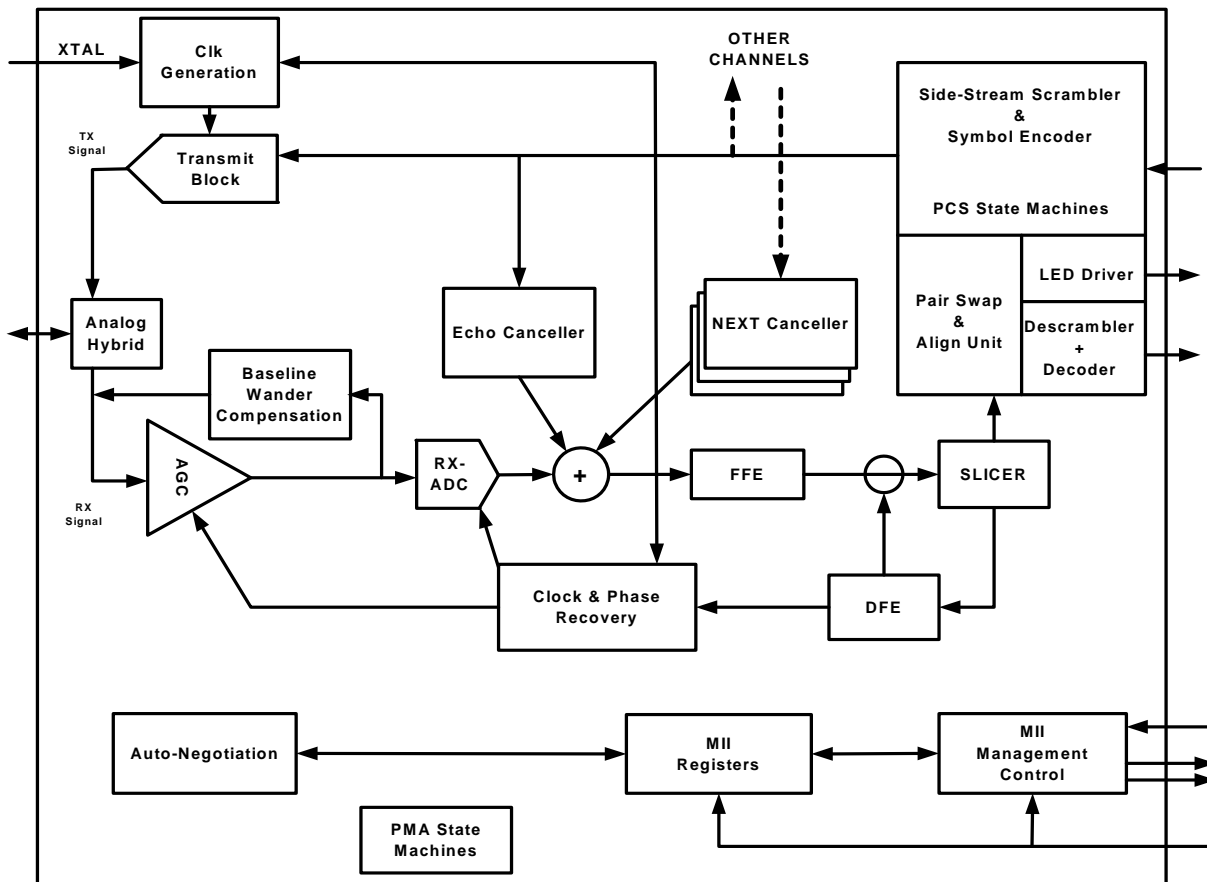 XTAL
Clk
Generation
OTHER
CHANNELS
Side-Stream Scrambler
&
Symbol Encoder
PCS State Machines
TX
Signal
Transmit
Block
Analog
Hybrid
Echo Canceller
NEXT Canceller
Pair Swap
&
Align Unit
LED Driver
Descrambler
+
Decoder
Baseline
Wander
Compensation
AGC
RX
Signal
RX-
ADC
+
FFE
SLICER
Clock & Phase
Recovery
DFE
Auto-Negotiation
MII
Registers
MII
Management
Control
PMA State
Machines